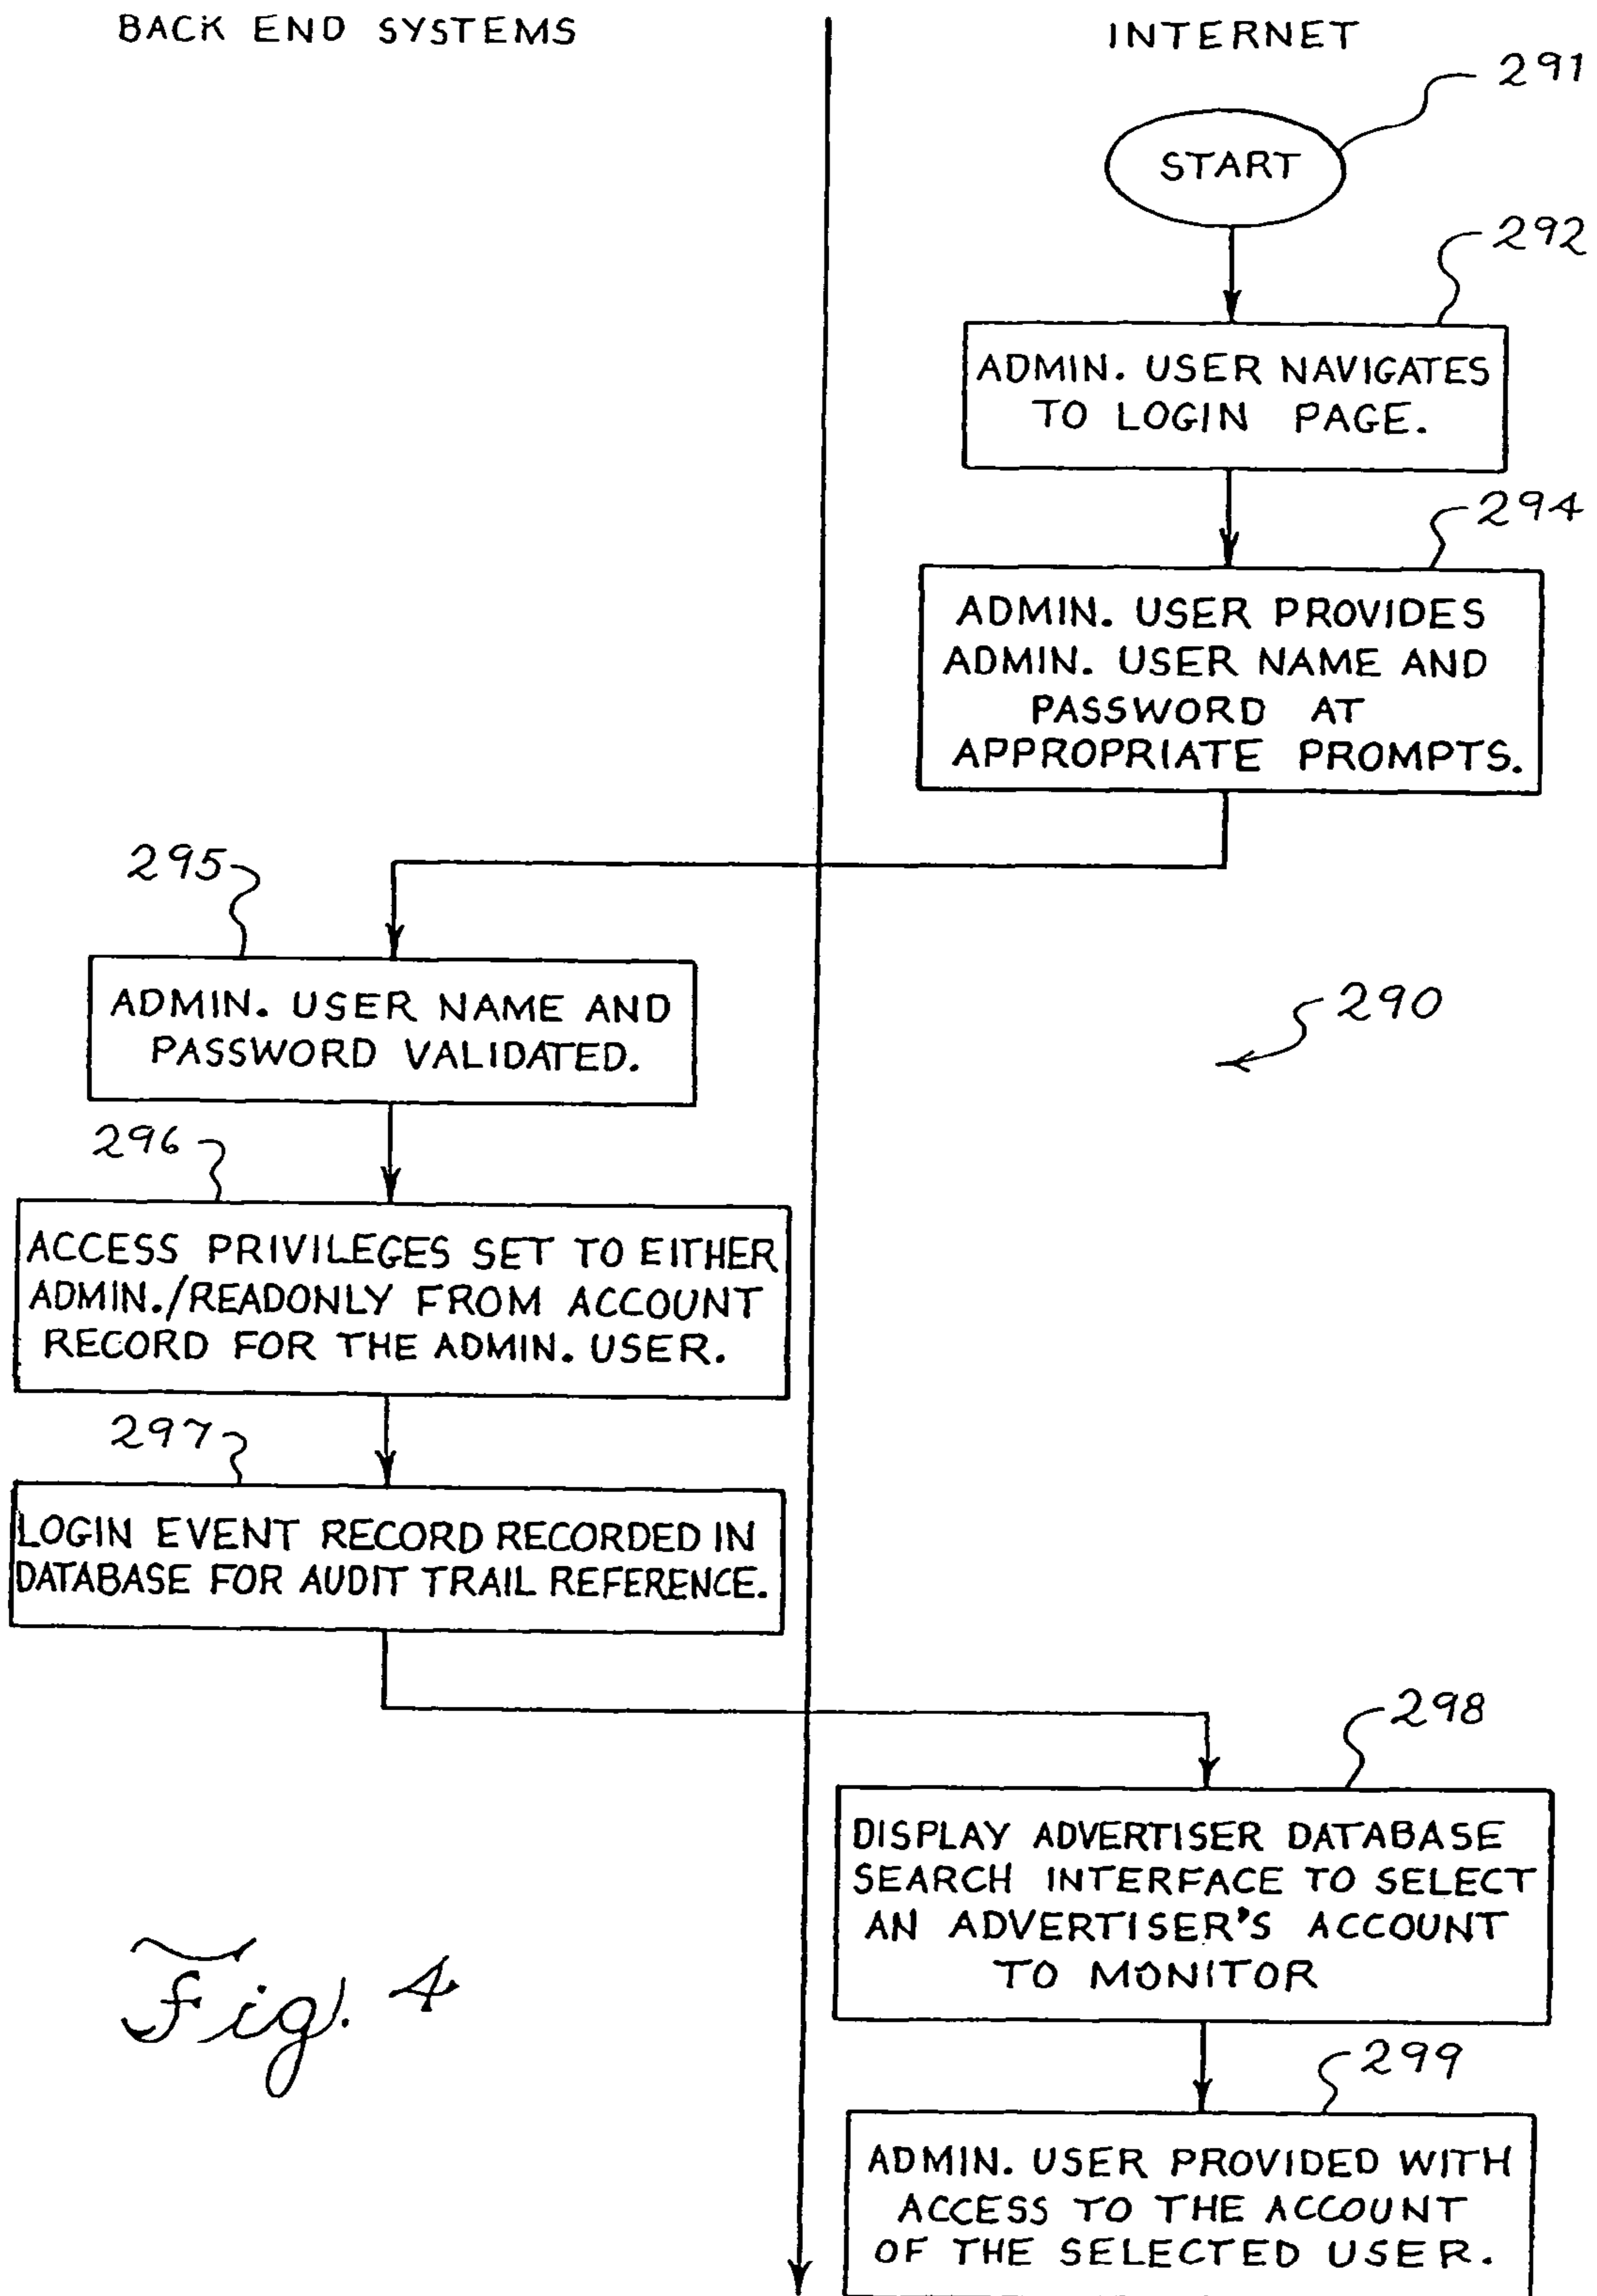 BACK END SYSTEMS
INTERNET
291
START
292
ADMIN. USER NAVIGATES
TO LOGIN PAGE.
294
ADMIN. USER PROVIDES
ADMIN. USER NAME AND
PASSWORD AT
APPROPRIATE PROMPTS.
295
ADMIN. USER NAME AND
PASSWORD VALIDATED.
290
296
ACCESS PRIVILEGES SET TO EITHER
ADMIN./READONLY FROM ACCOUNT
RECORD FOR THE ADMIN. USER.
297
LOGIN EVENT RECORD RECORDED IN
DATABASE FOR AUDIT TRAIL REFERENCE.
298
DISPLAY ADVERTISER DATABASE
SEARCH INTERFACE TO SELECT
AN ADVERTISER'S ACCOUNT
TO MONITOR
299
ADMIN. USER PROVIDED WITH
ACCESS TO THE ACCOUNT
OF THE SELECTED USER.
Fig. 4